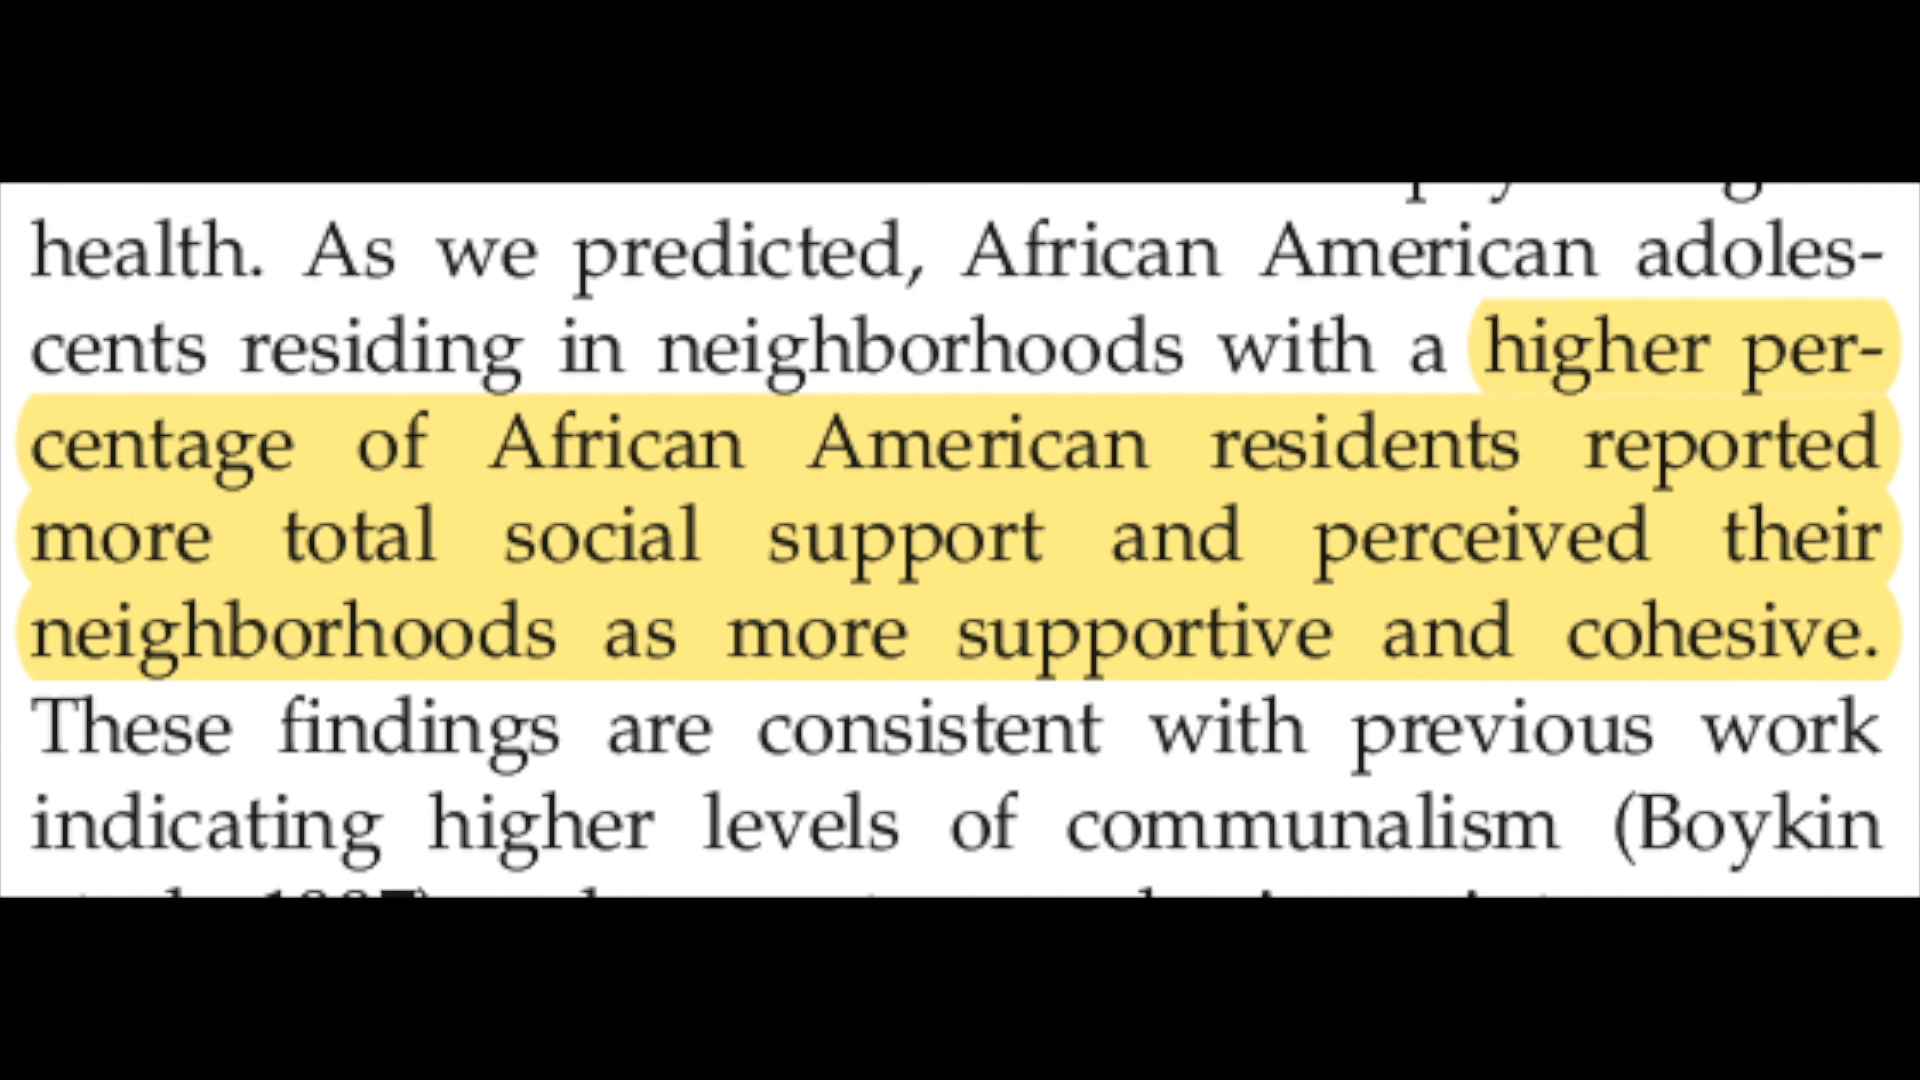 health. As we predicted, African American adoles-
cents residing in neighborhoods with a higher per-
centage of African American residents reported
more total social support and perceived their
neighborhoods as more supportive and cohesive.
These findings are consistent with previous work
indicating higher levels of communalism (Boykin